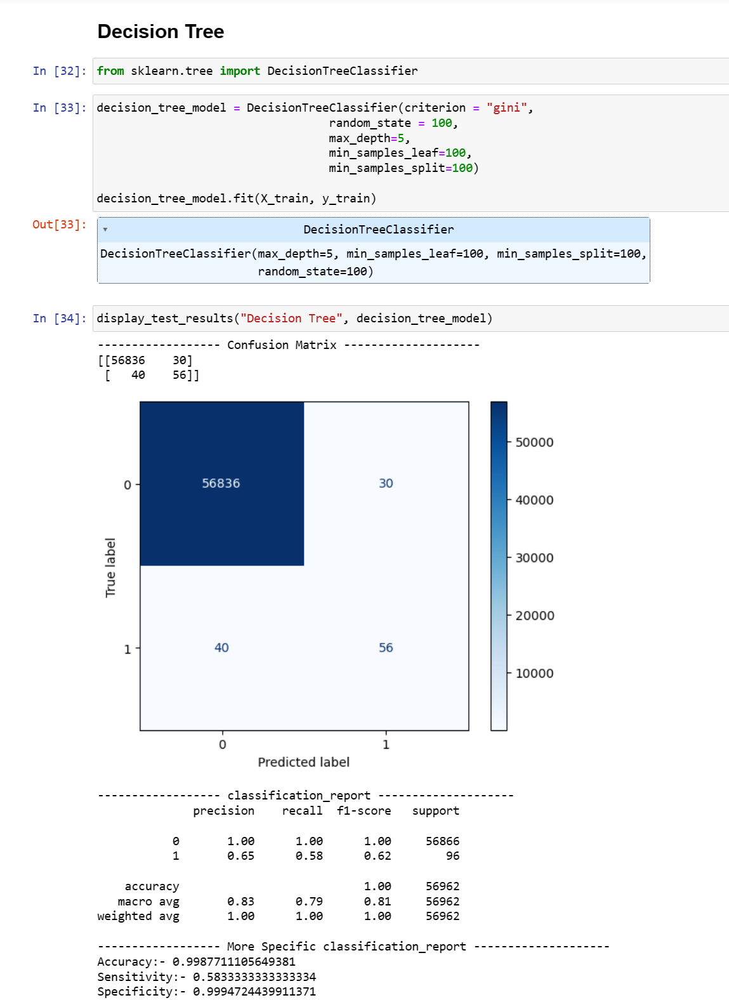 Decision Tree
In [32]: from sklearn.tree import DecisionTreeClassifier
In [33]: decision_tree_model = DecisionTreeClassifier(criterion = "gini",
random_state = 100,
max_depth=5,
min_samples_leaf=100,
min_samples_split=100)
decision_tree_model.fit(X_train, y_train)
Out[33]: ▾ DecisionTreeClassifier
DecisionTreeClassifier(max_depth=5, min_samples_leaf=100, min_samples_split=100,
random_state=100)
In [34]: display_test_results("Decision Tree", decision_tree_model)
------------------ Confusion Matrix --------------------
[[56836    30]
[   40    56]]
50000
56836 30
0
40000
30000
True label
20000
40 56
1
10000
0 1
Predicted label
------------------ classification_report --------------------
precision    recall  f1-score   support
0       1.00      1.00      1.00     56866
1       0.65      0.58      0.62        96
accuracy                           1.00     56962
macro avg       0.83      0.79      0.81     56962
weighted avg       1.00      1.00      1.00     56962
------------------ More Specific classification_report --------------------
Accuracy:- 0.9987711105649381
Sensitivity:- 0.5833333333333334
Specificity:- 0.9994724439911371